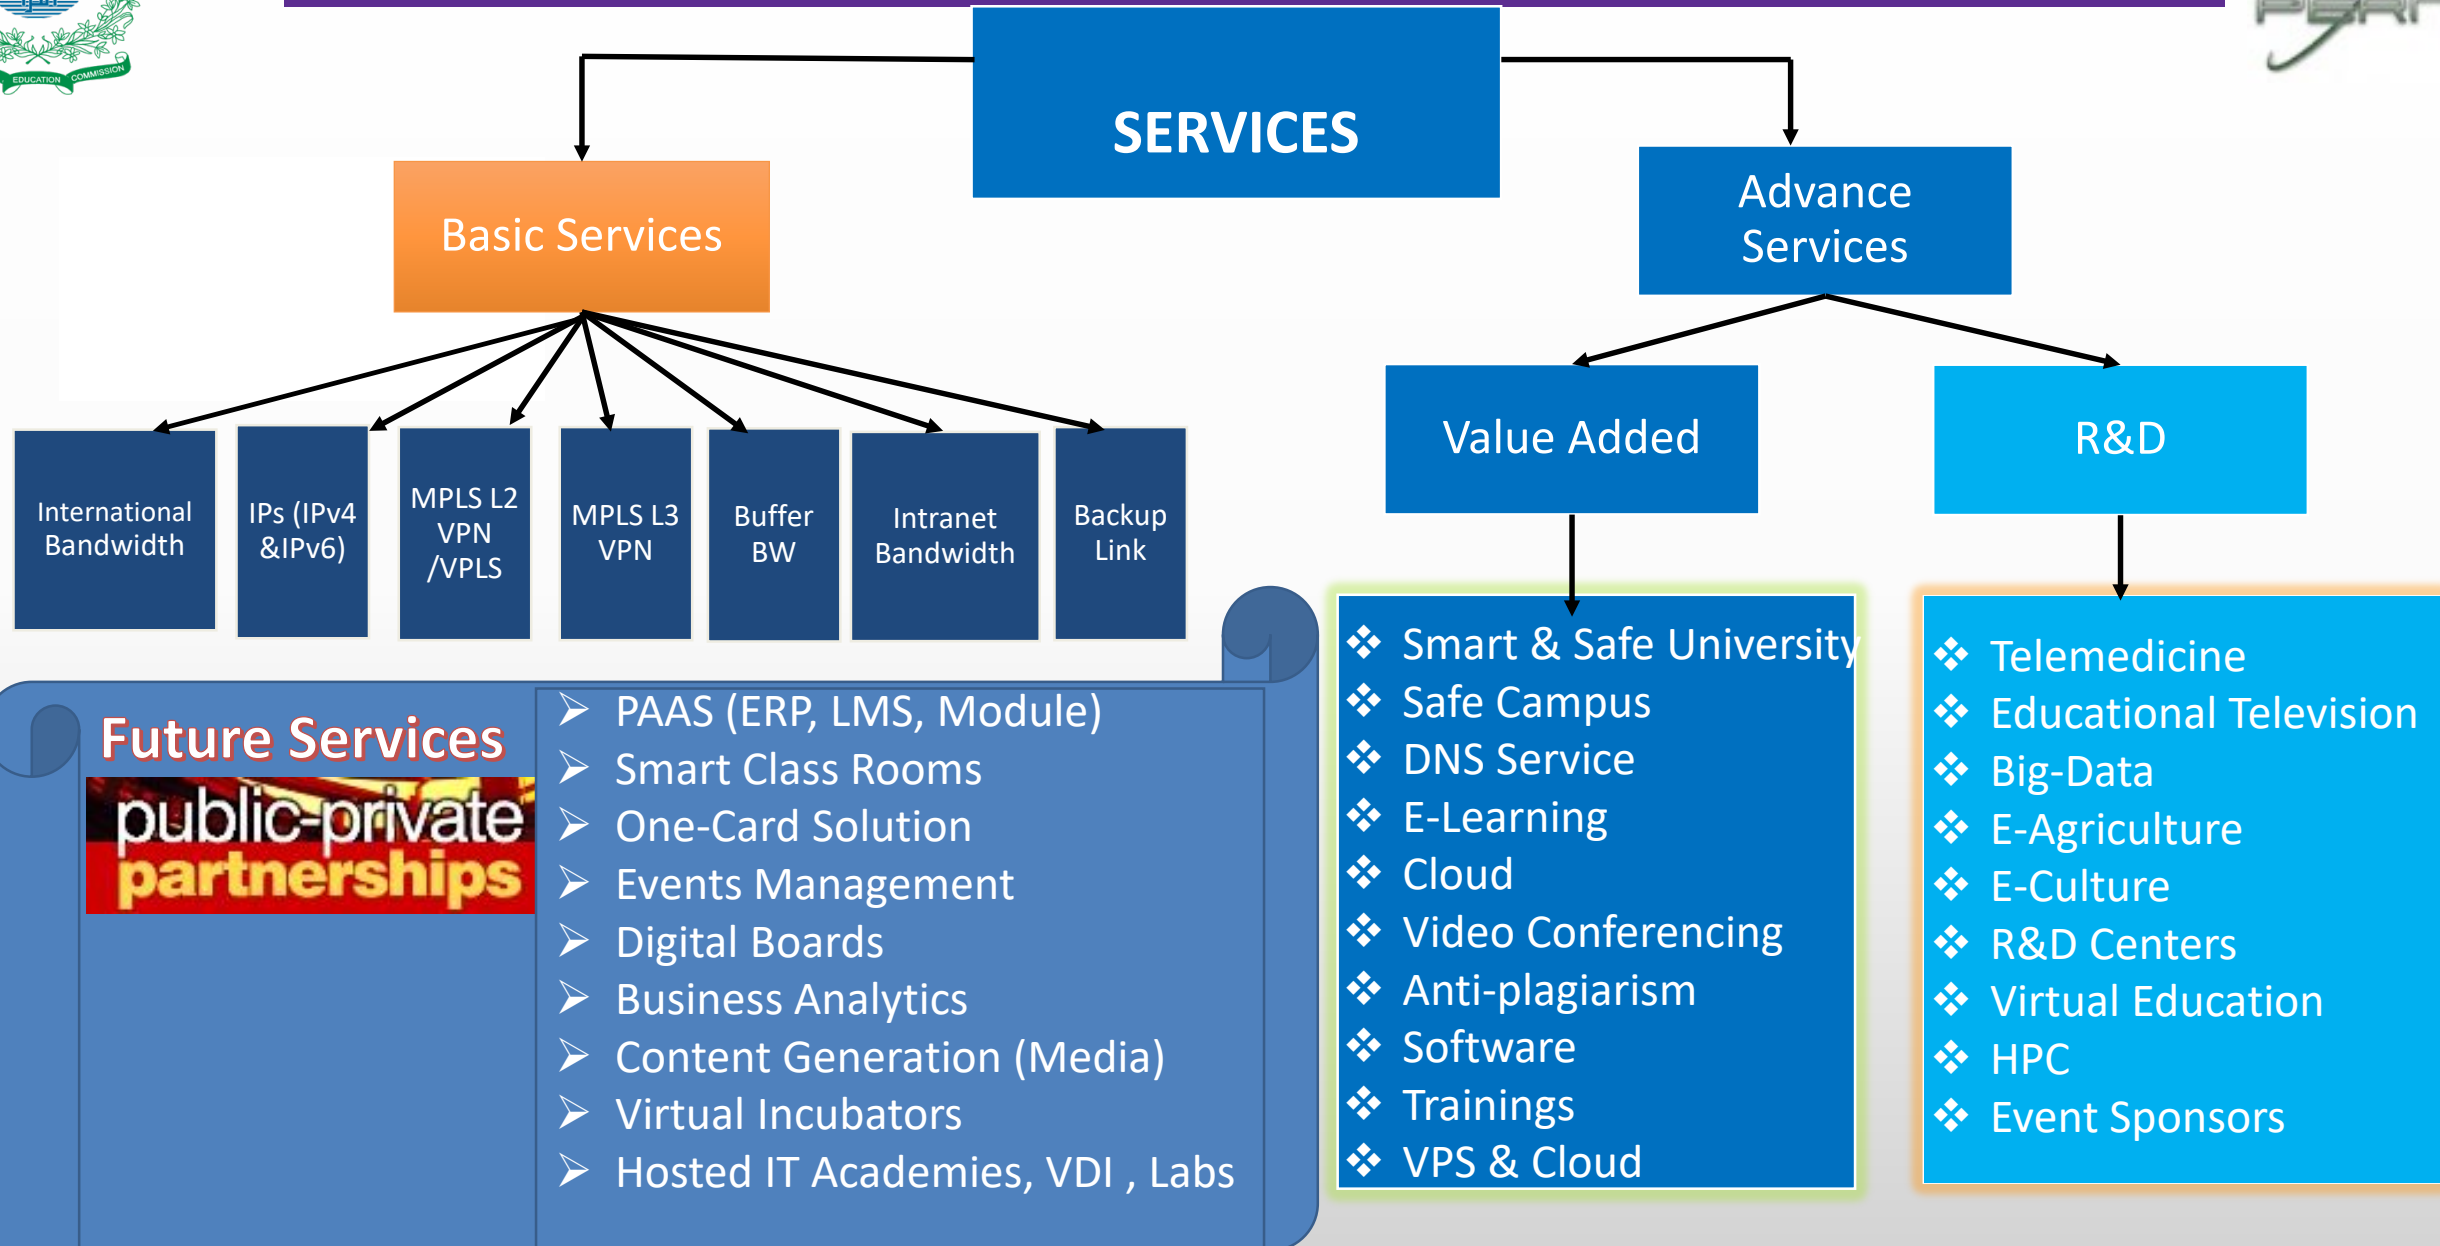 EDUCATION COMMISSION
SERVICES
Basic Services
Advance
Services
International
Bandwidth
IPs (IPv4
&IPv6)
MPLS L2
VPN
/VPLS
MPLS L3
VPN
Buffer
BW
Intranet
Bandwidth
Backup
Link
Value Added
R&D
Future Services
public-private
partnerships
PAAS (ERP, LMS, Module)
Smart Class Rooms
One-Card Solution
Events Management
Digital Boards
Business Analytics
Content Generation (Media)
Virtual Incubators
Hosted IT Academies, VDI , Labs
Smart & Safe University
Safe Campus
DNS Service
E-Learning
Cloud
Video Conferencing
Anti-plagiarism
Software
Trainings
VPS & Cloud
Telemedicine
Educational Television
Big-Data
E-Agriculture
E-Culture
R&D Centers
Virtual Education
HPC
Event Sponsors